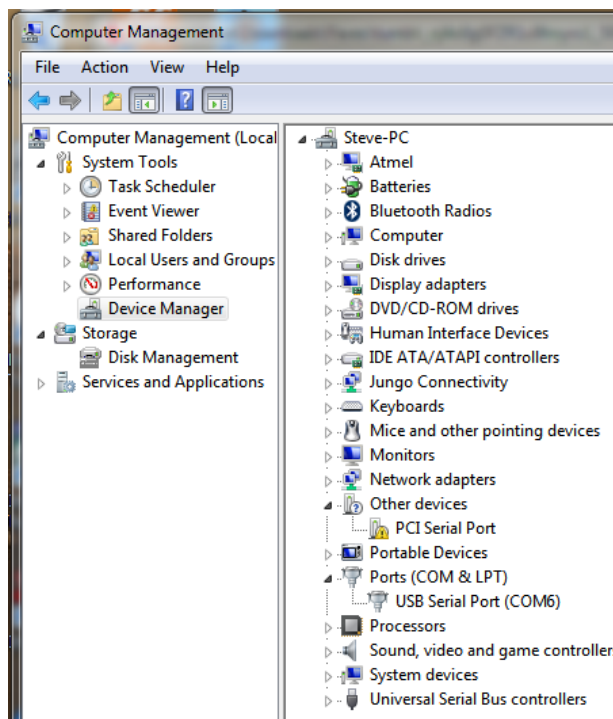 Computer Management
File Action View Help
Computer Management (Local
System Tools
Task Scheduler
Event Viewer
Shared Folders
Local Users and Groups
Performance
Device Manager
Storage
Disk Management
Services and Applications
Steve-PC
Atmel
Batteries
Bluetooth Radios
Computer
Disk drives
Display adapters
DVD/CD-ROM drives
Human Interface Devices
IDE ATA/ATAPI controllers
Jungo Connectivity
Keyboards
Mice and other pointing devices
Monitors
Network adapters
Other devices
PCI Serial Port
Portable Devices
Ports (COM & LPT)
USB Serial Port (COM6)
Processors
Sound, video and game controller
System devices
Universal Serial Bus controllers